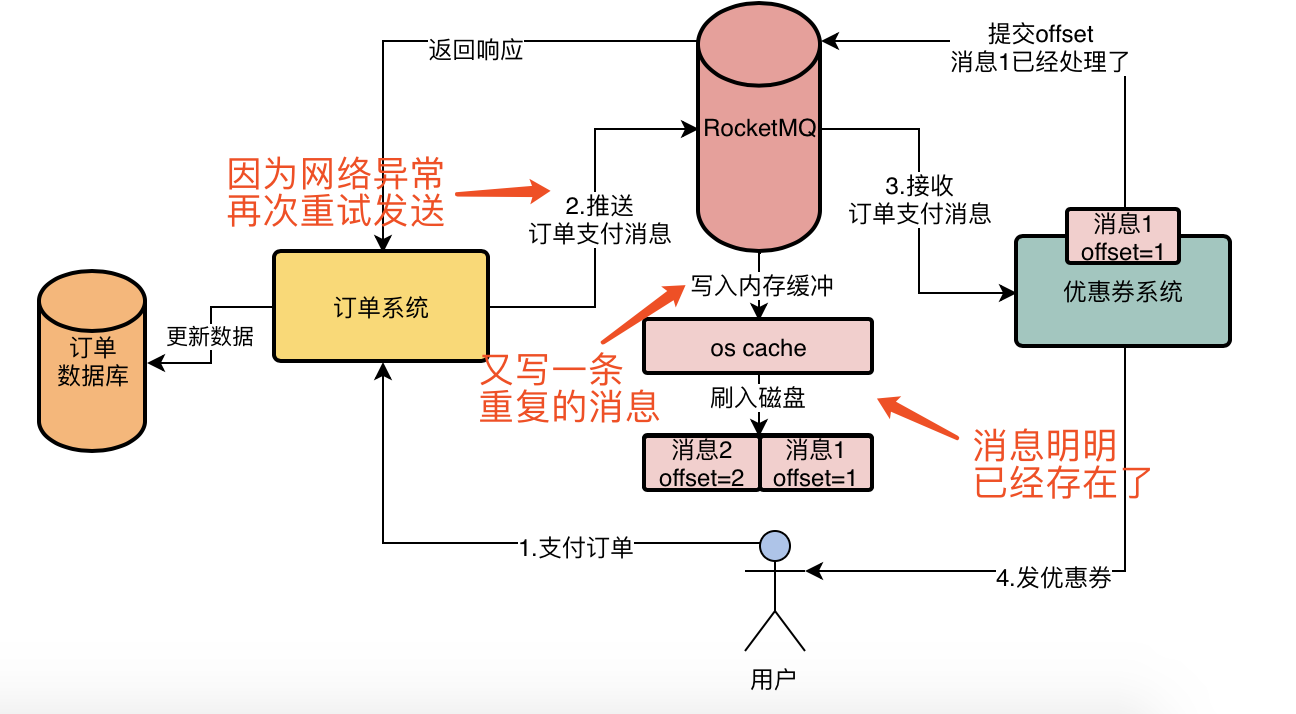 提交offset
消息1已经处理了
返回响应
RocketMQ
因为网络异常
再次重试发送
2.推送
订单支付消息
3.接收
订单支付消息
消息1
offset=1
优惠券系统
写入内存缓冲
订单系统
更新数据
订单
数据库
os cache
又写一条
重复的消息
刷入磁盘
消息明明
已经存在了
消息2
offset=2
消息1
offset=1
1.支付订单
4.发优惠券
用户